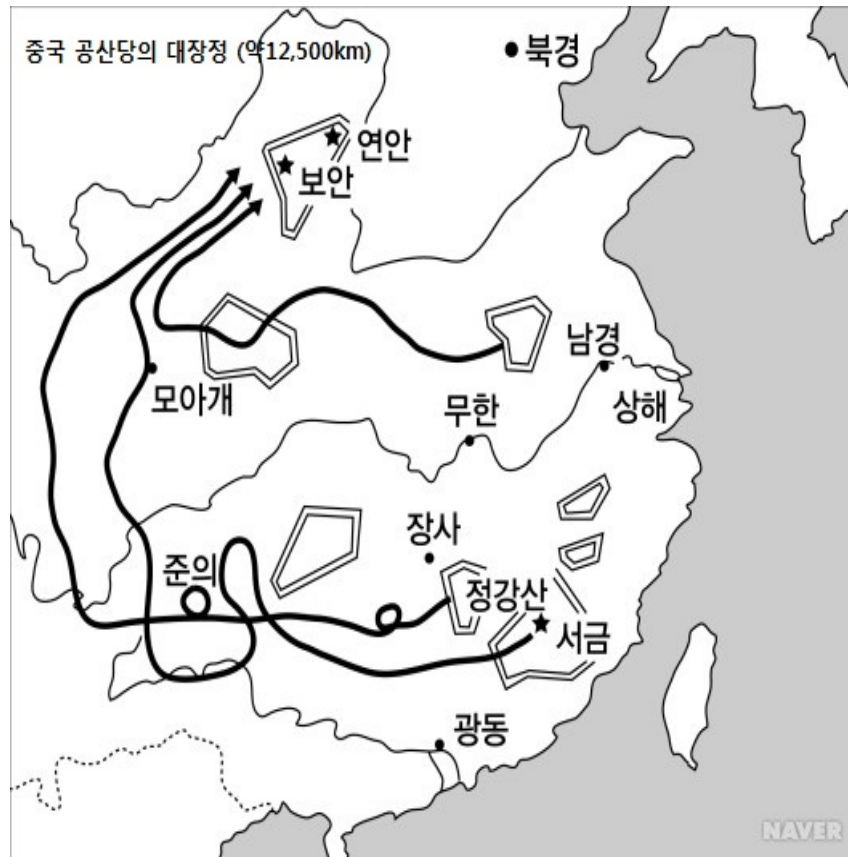 중국 공산당의 대장정 (약12,500km)
북경
연안
보안
남경
모아개
상해
무한
장사
준의
정강산
서금
광동
NAVER